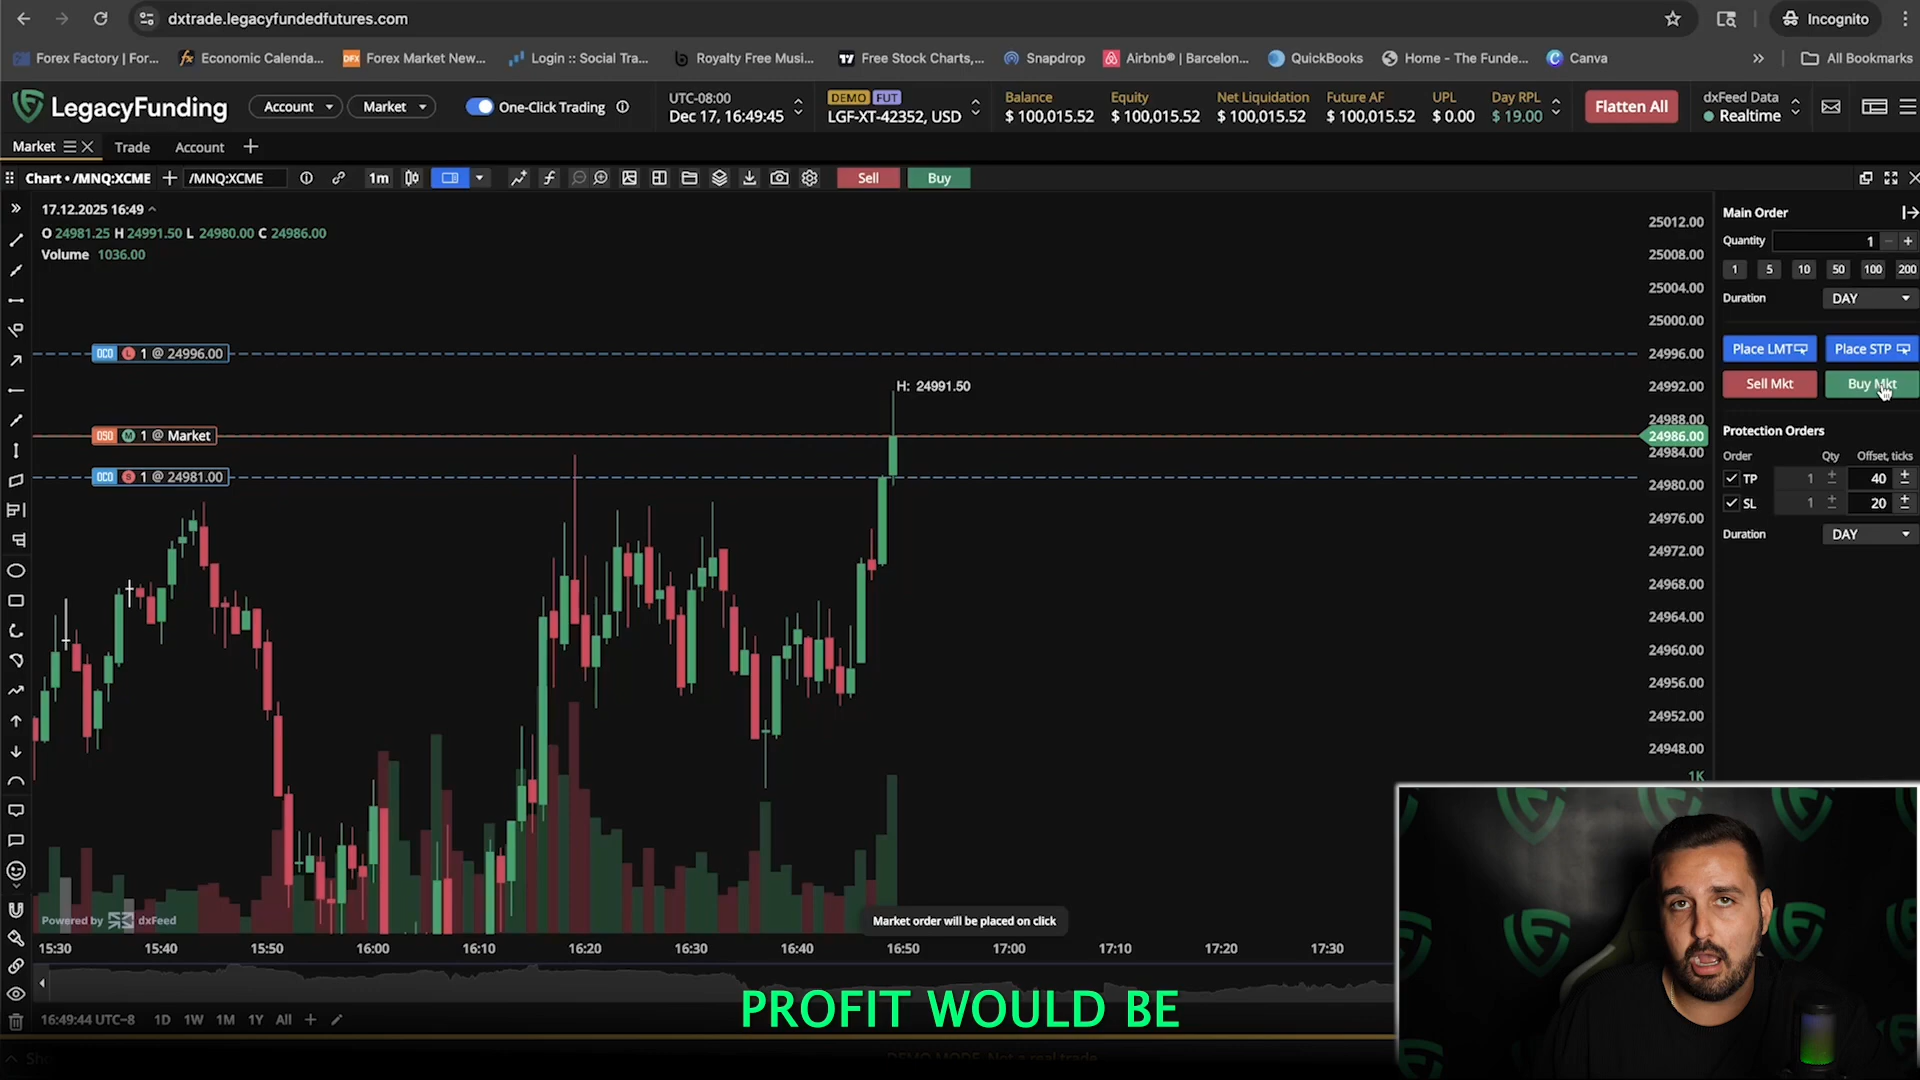 dxtrade.legacyfundedfutures.com
Incognito
Forex Factory | For...
Economic Calenda...
Forex Market New...
Login :: Social Tra...
Royalty Free Musi...
Free Stock Charts,...
Snapdrop
Airbnb® | Barcelon...
QuickBooks
Home - The Funde...
Canva
All Bookmarks
LegacyFunding
Account
Market
One-Click Trading
UTC-08:00
Dec 17, 16:49:45
DEMO FUT
LGF-XT-42352, USD
Balance
$ 100,015.52
Equity
$ 100,015.52
Net Liquidation
$ 100,015.52
Future AF
$ 100,015.52
UPL
$ 0.00
Day RPL
$ 19.00
Flatten All
dxFeed Data
Realtime
Market
Trade
Account
Chart • /MNQ:XCME
/MNQ:XCME
1m
Sell
Buy
17.12.2025 16:49
O 24981.25 H 24991.50 L 24980.00 C 24986.00
Volume 1036.00
OCO L 1 @ 24996.00
H: 24991.50
OSO M 1 @ Market
OCO S 1 @ 24981.00
25012.00
25008.00
25004.00
25000.00
24996.00
24992.00
24988.00
24986.00
24984.00
24980.00
24976.00
24972.00
24968.00
24964.00
24960.00
24956.00
24952.00
24948.00
1K
Main Order
Quantity 1
1 5 10 50 100 200
Duration DAY
Place LMT Place STP
Sell Mkt Buy Mkt
Protection Orders
Order Qty Offset, ticks
TP 1 40
SL 1 20
Duration DAY
Powered by dxFeed
Market order will be placed on click
15:30 15:40 15:50 16:00 16:10 16:20 16:30 16:40 16:50 17:00 17:10 17:20 17:30
16:49:44 UTC-8 1D 1W 1M 1Y All
PROFIT WOULD BE
DEMO MODE. Not a real trade